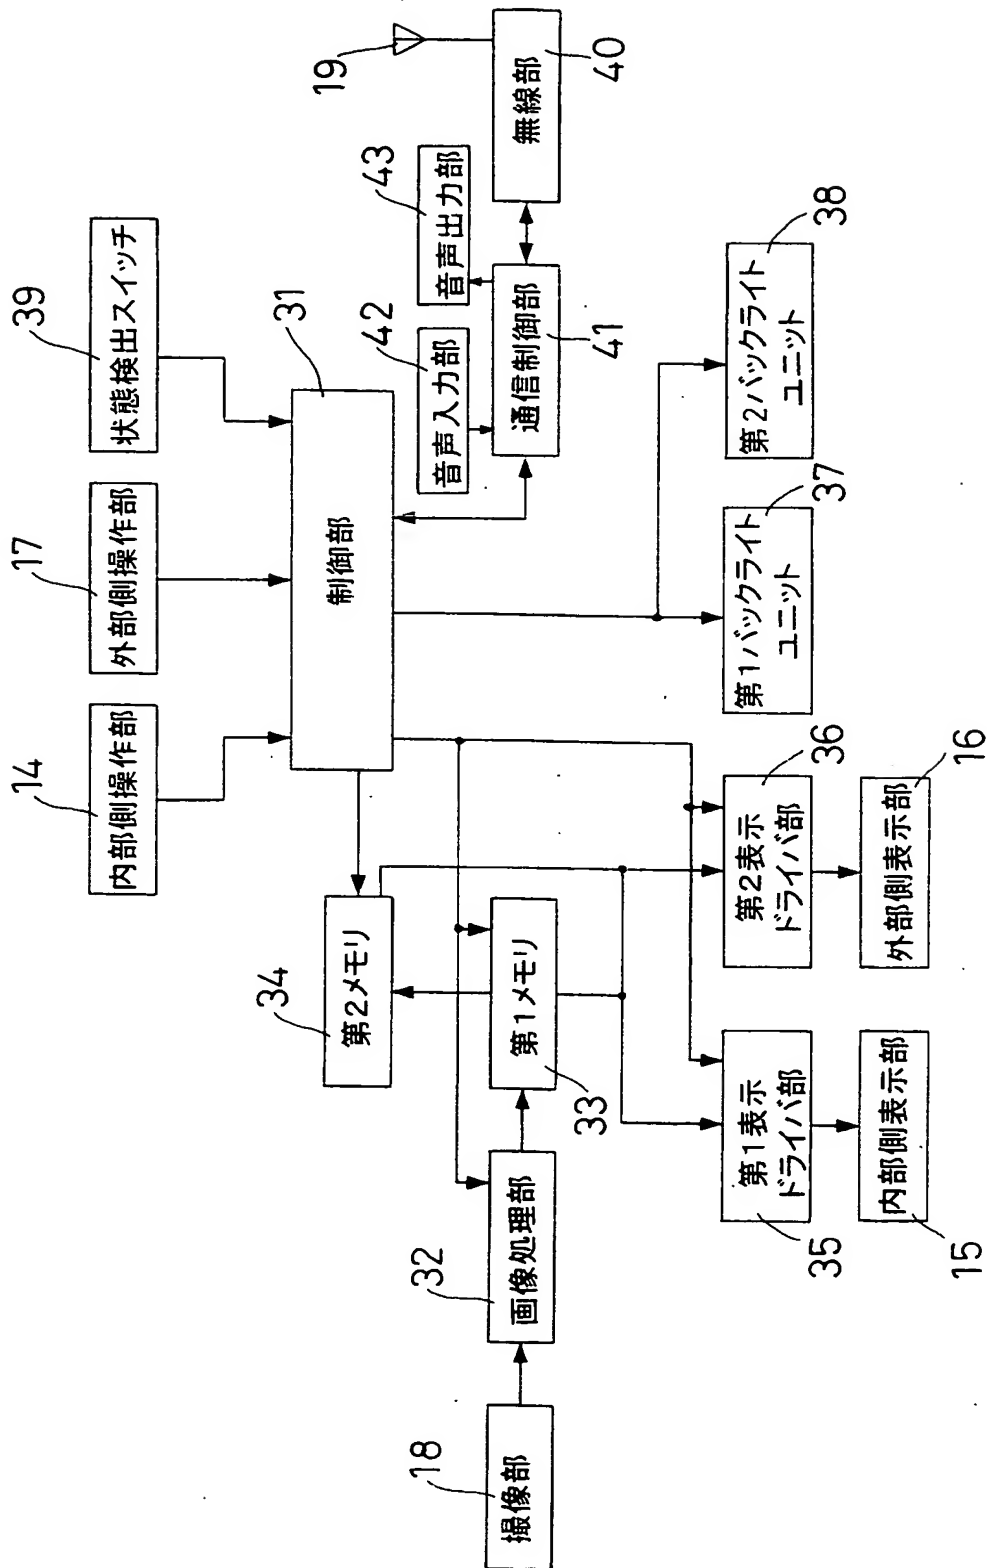 14
内部側操作部
17
外部側操作部
39
状態検出スイッチ
31
制御部
19
34
第2メモリ
42
音声入力部
43
音声出力部
18
撮像部
32
画像処理部
33
第1メモリ
41
通信制御部
40
無線部
35
第1表示
ドライバ部
36
第2表示
ドライバ部
37
第1バックライト
ユニット
38
第2バックライト
ユニット
15
内部側表示部
16
外部側表示部